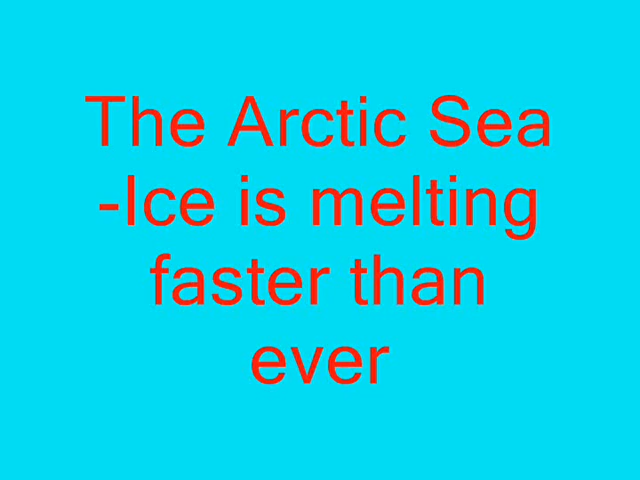 The Arctic Sea
-Ice is melting
faster than
ever